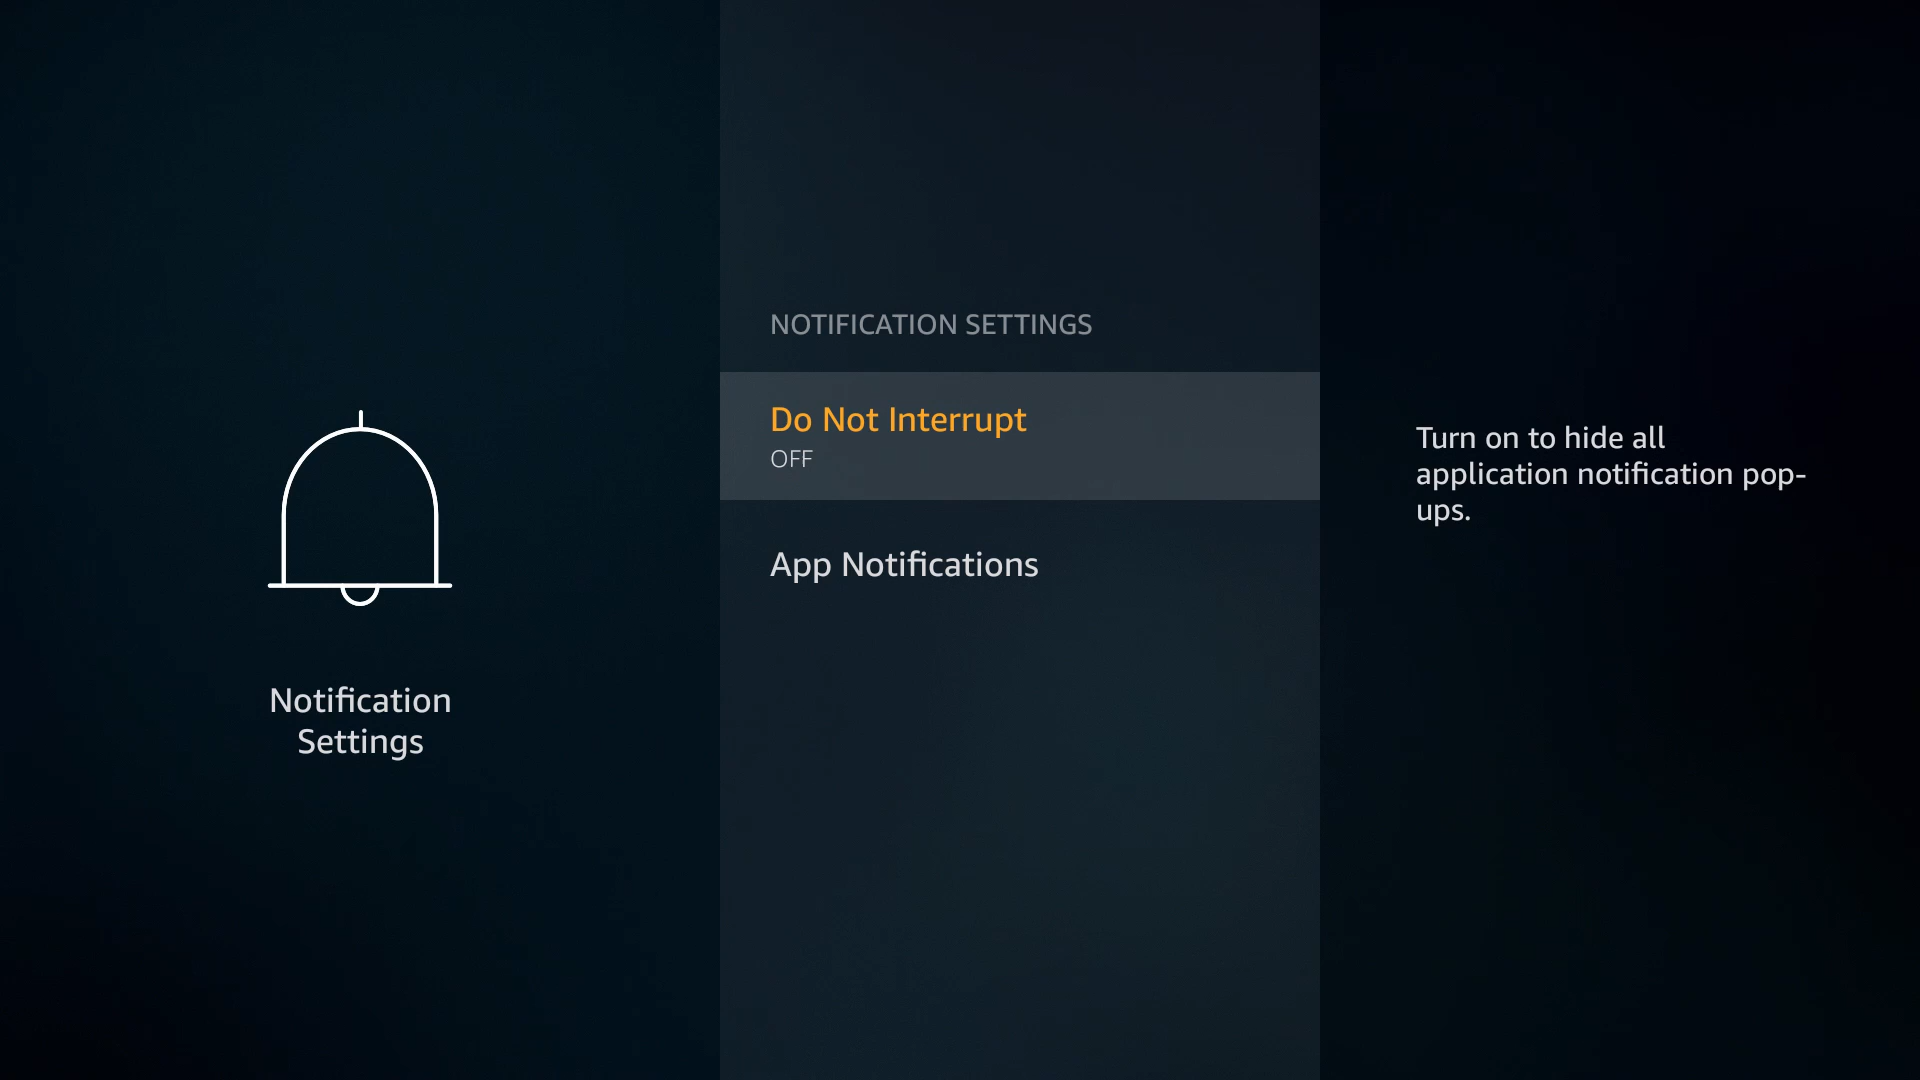 Notification
Settings
NOTIFICATION SETTINGS
Do Not Interrupt
OFF
App Notifications
Turn on to hide all
application notification pop-
ups.